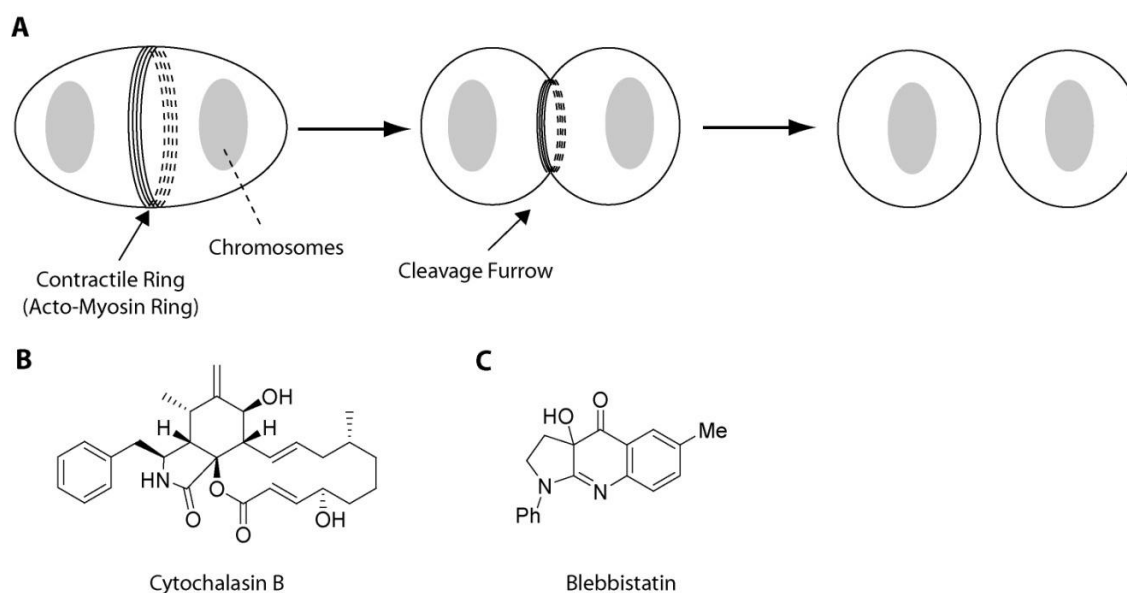 A
Chromosomes
Contractile Ring
(Acto-Myosin Ring)
Cleavage Furrow
B
OH
H
H
HN
O
O
O
OH
Cytochalasin B
C
HO
O
Me
N
N
Ph
Blebbistatin